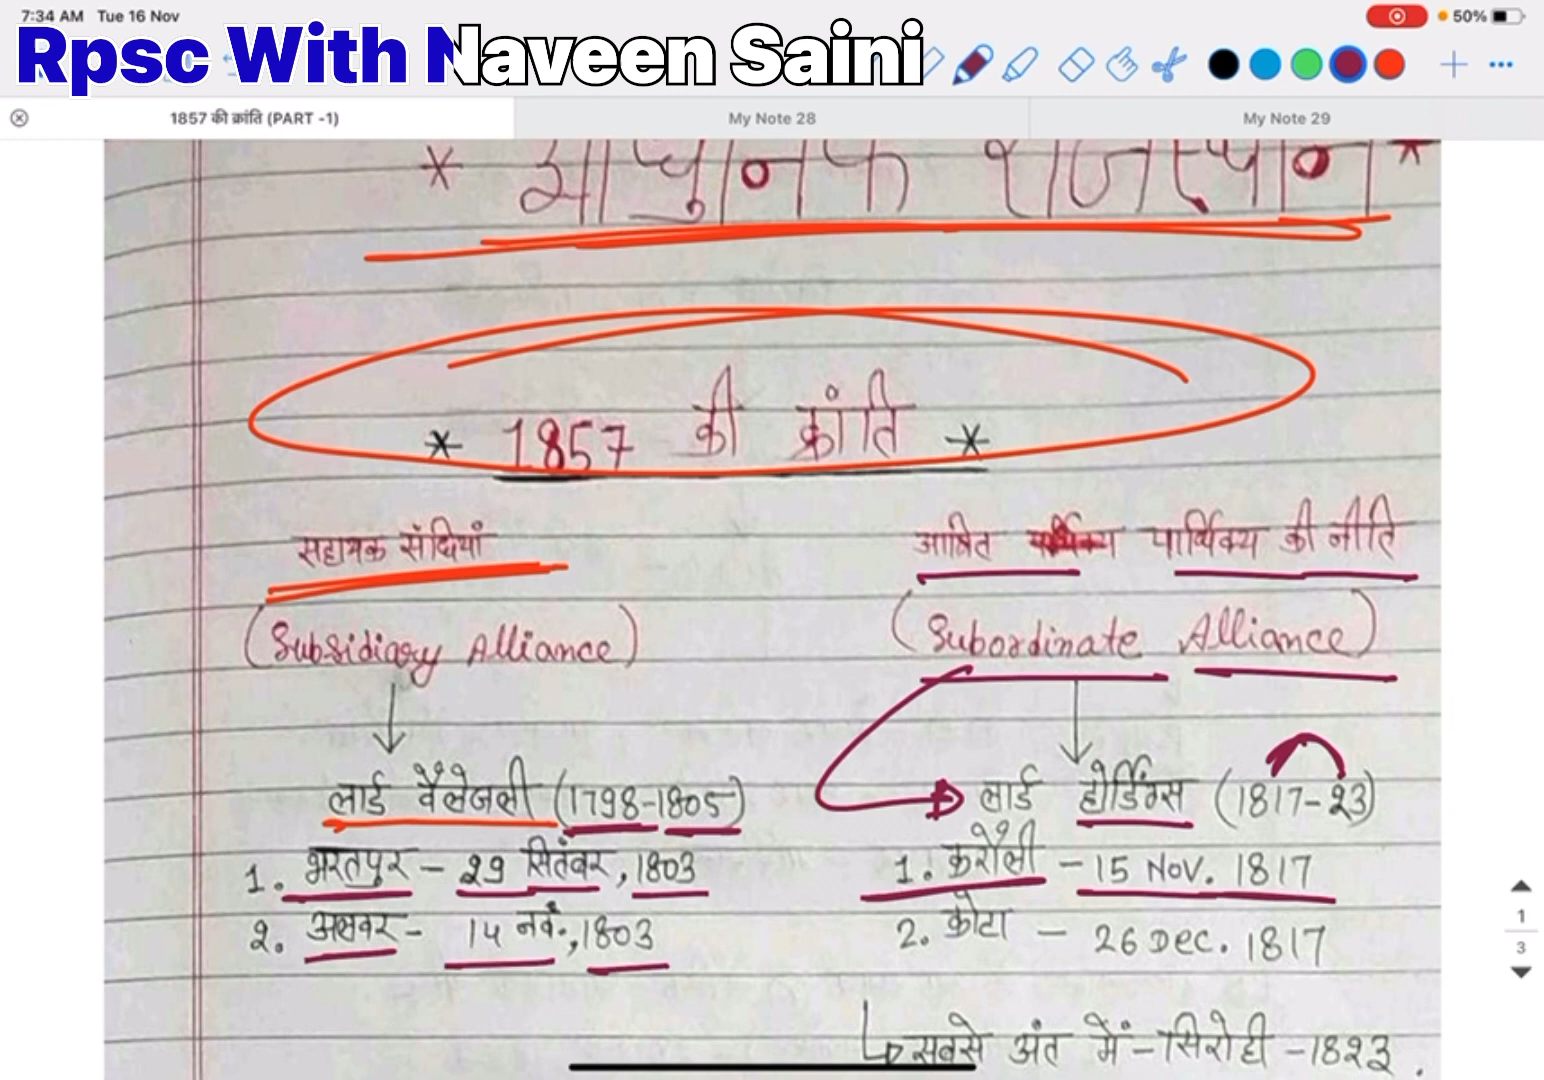 7:34 AM Tue 16 Nov
50%
Rpsc With Naveen Saini
1857 की क्रांति (PART -1)
My Note 28
My Note 29
* आधुनिक राजस्थान *
* 1857 की क्रांति *
सहायक संधियां
(Subsidiary Alliance)
लार्ड वैलेजली (1798-1805)
1. भरतपुर - 29 सितंबर, 1803
2. अलवर - 14 नवं., 1803
आश्रित पार्थक्य की नीति
(Subordinate Alliance)
लार्ड हार्डिंग्स (1817-23)
1. करौली - 15 Nov. 1817
2. कोटा - 26 Dec. 1817
सबसे अंत में - सिरोही - 1823.
1
3